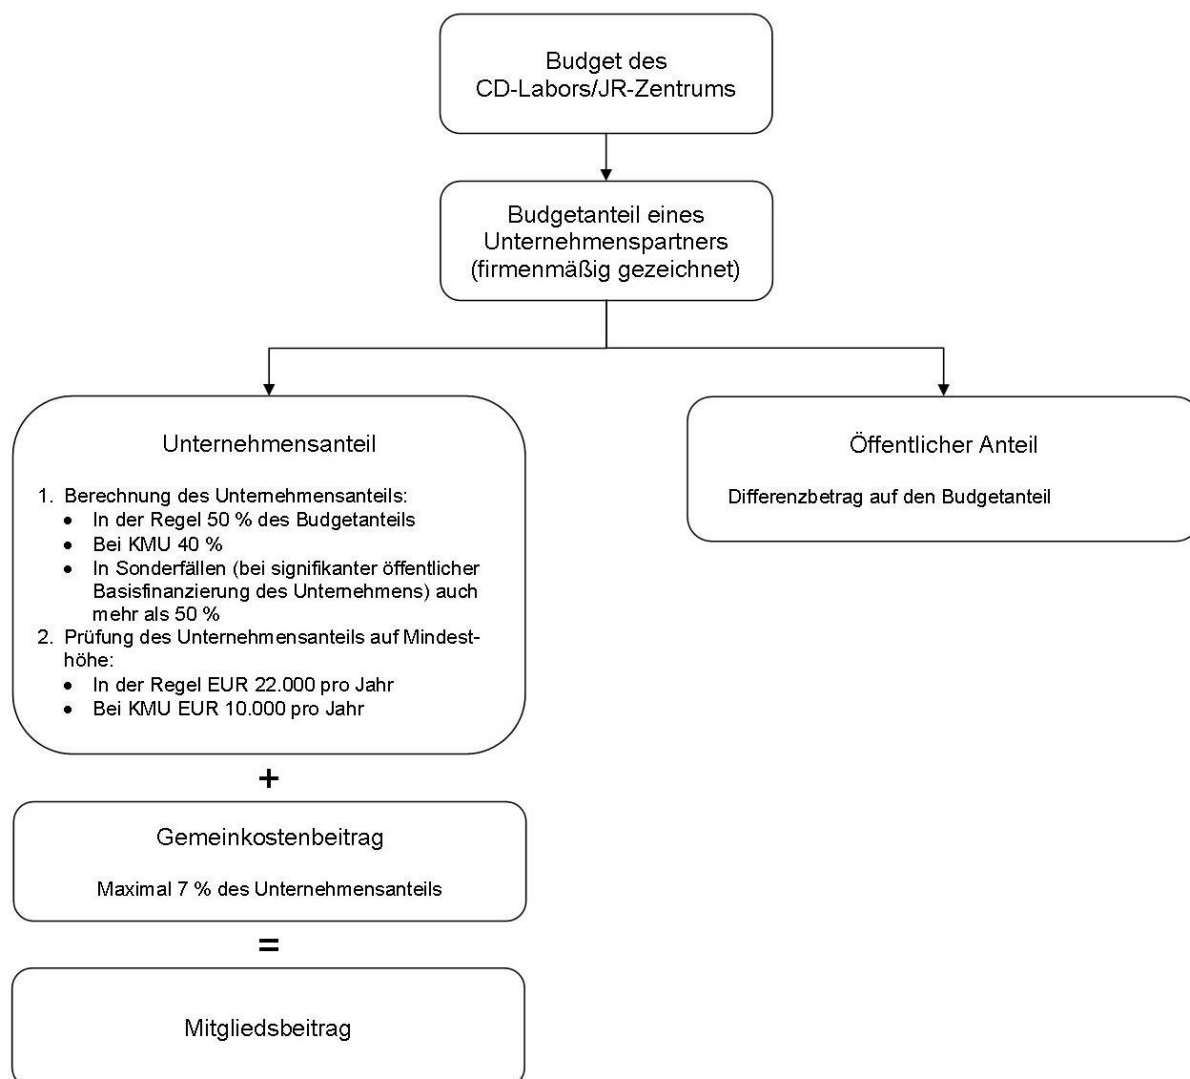 Budget des
CD-Labors/JR-Zentrums
Budgetanteil eines
Unternehmenspartners
(firmenmäßig gezeichnet)
Unternehmensanteil
1. Berechnung des Unternehmensanteils:
• In der Regel 50 % des Budgetanteils
• Bei KMU 40 %
• In Sonderfällen (bei signifikanter öffentlicher
Basisfinanzierung des Unternehmens) auch
mehr als 50 %
2. Prüfung des Unternehmensanteils auf Mindest-
höhe:
• In der Regel EUR 22.000 pro Jahr
• Bei KMU EUR 10.000 pro Jahr
Öffentlicher Anteil
Differenzbetrag auf den Budgetanteil
+
Gemeinkostenbeitrag
Maximal 7 % des Unternehmensanteils
=
Mitgliedsbeitrag